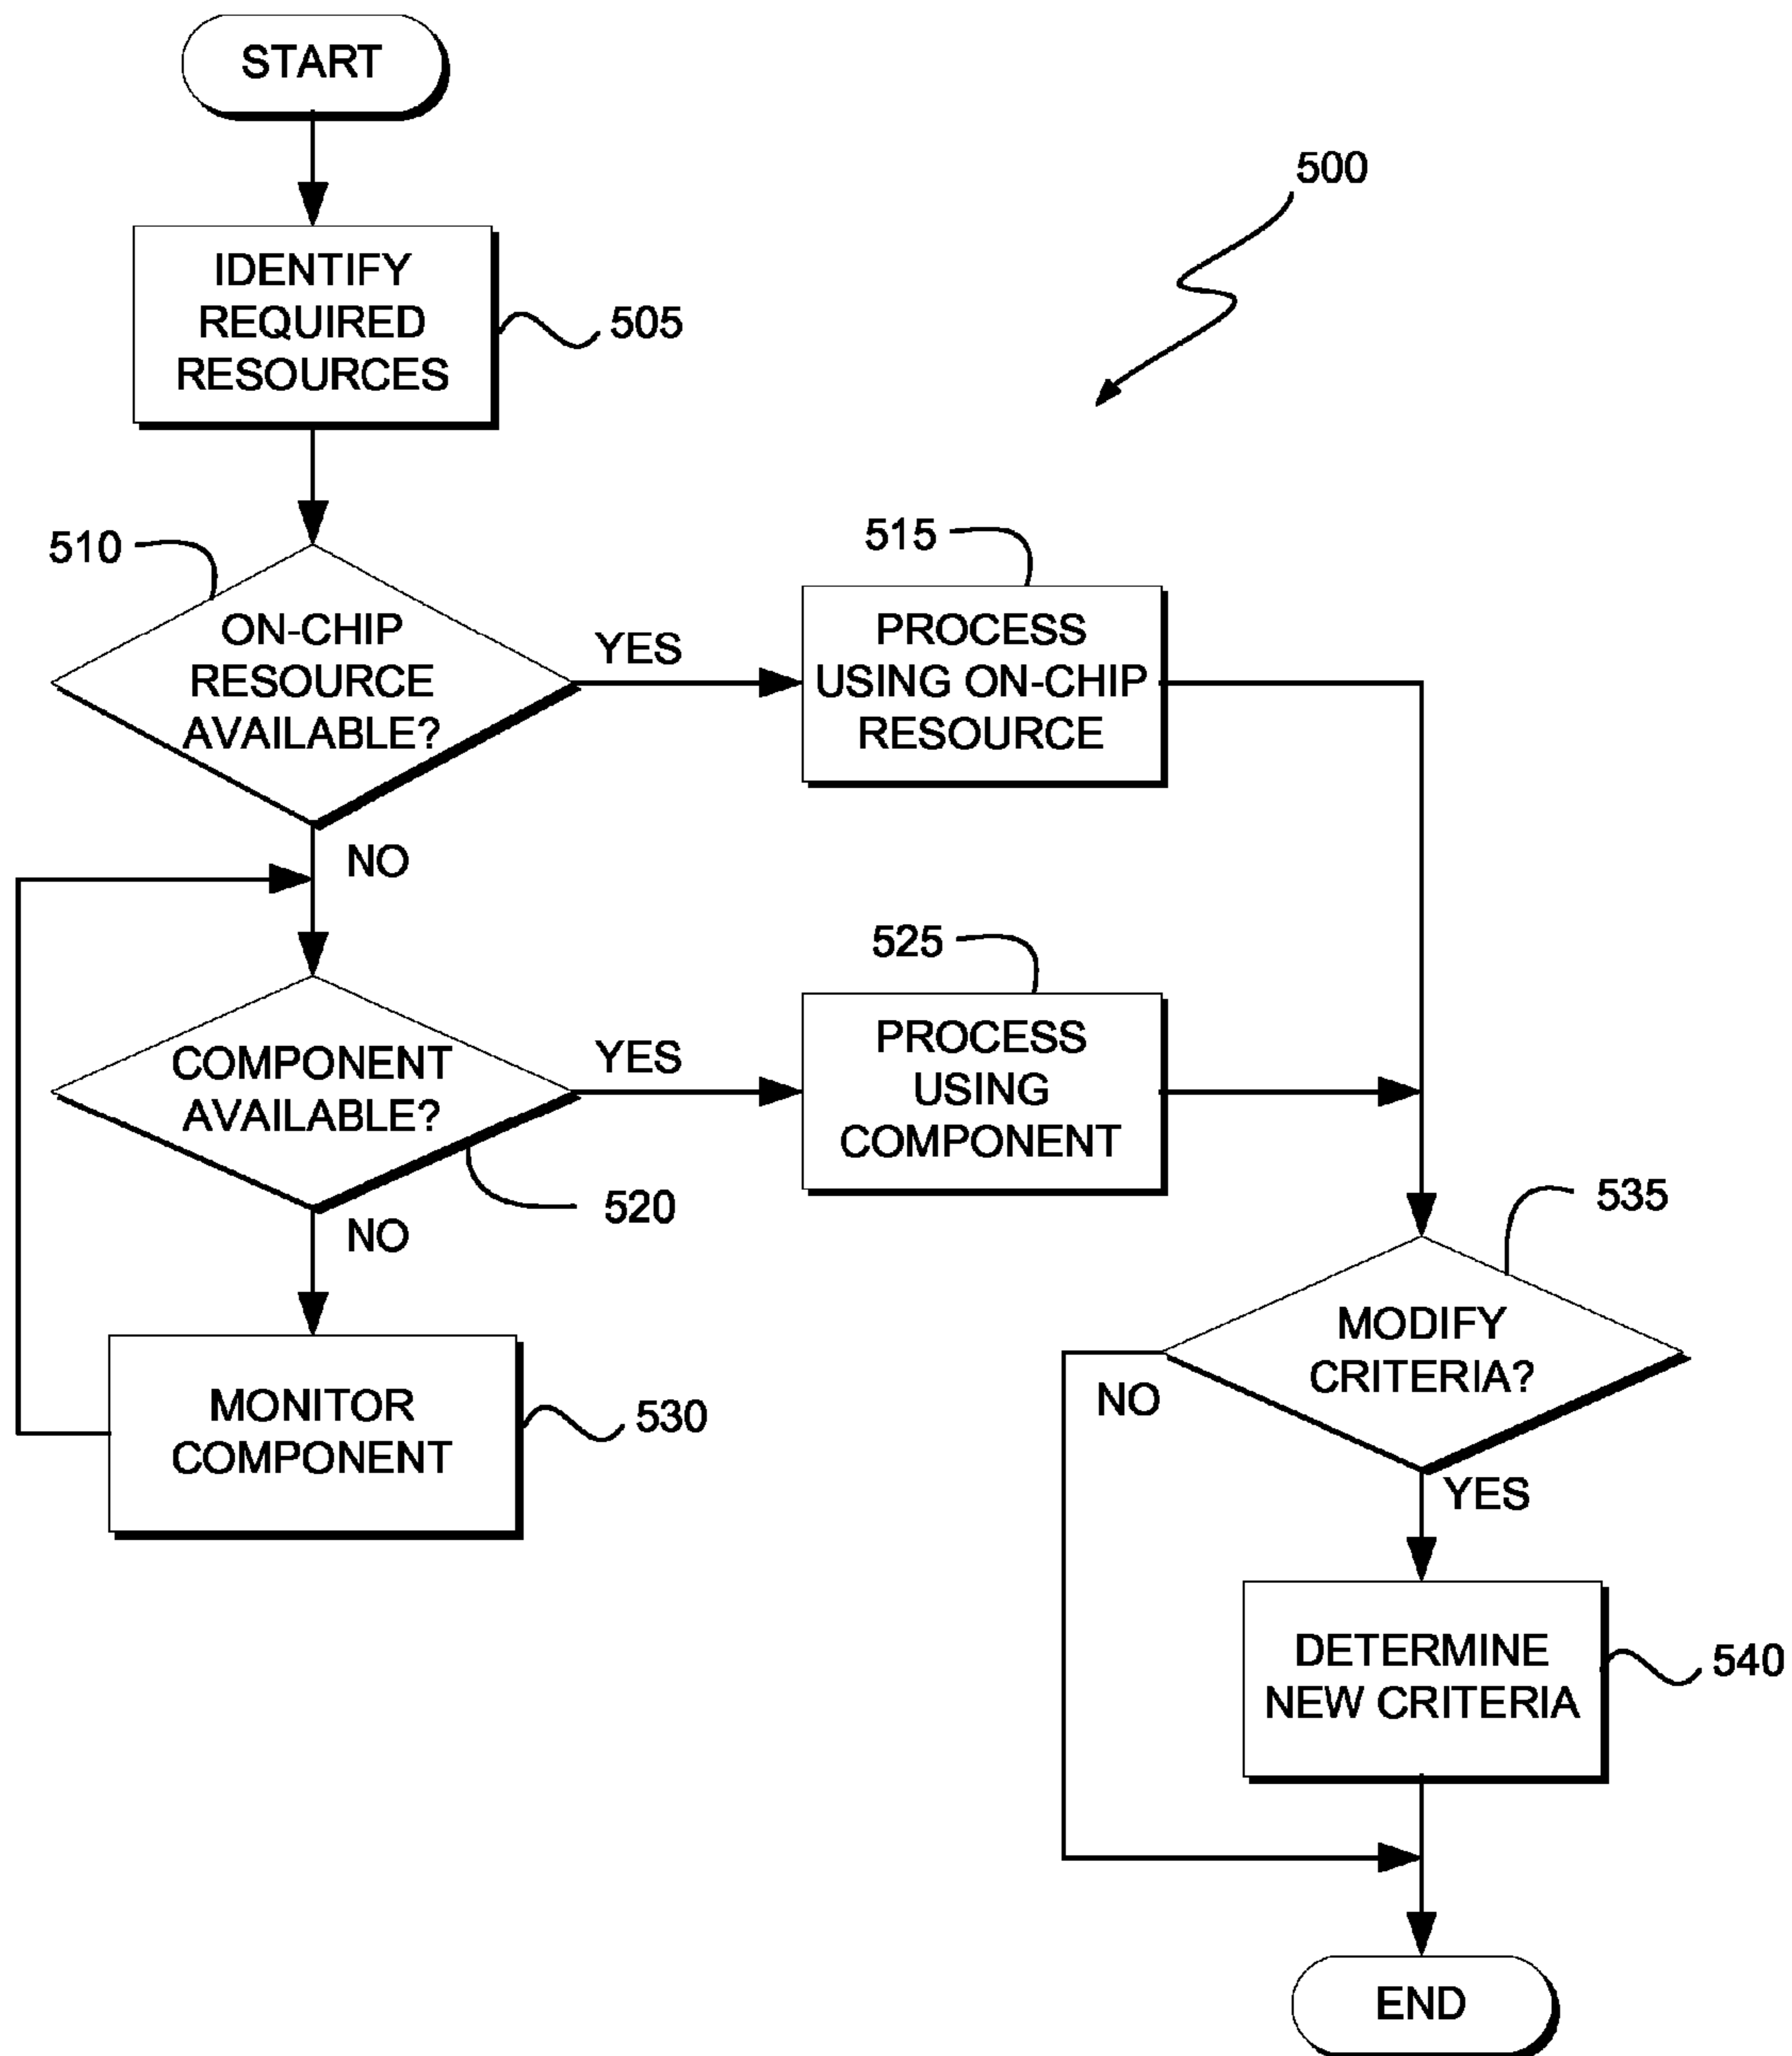 START
500
IDENTIFY
REQUIRED
RESOURCES
505
510
ON-CHIP
RESOURCE
AVAILABLE?
YES
515
PROCESS
USING ON-CHIP
RESOURCE
NO
COMPONENT
AVAILABLE?
YES
520
525
PROCESS
USING
COMPONENT
NO
MONITOR
COMPONENT
530
535
MODIFY
CRITERIA?
NO
YES
DETERMINE
NEW CRITERIA
540
END